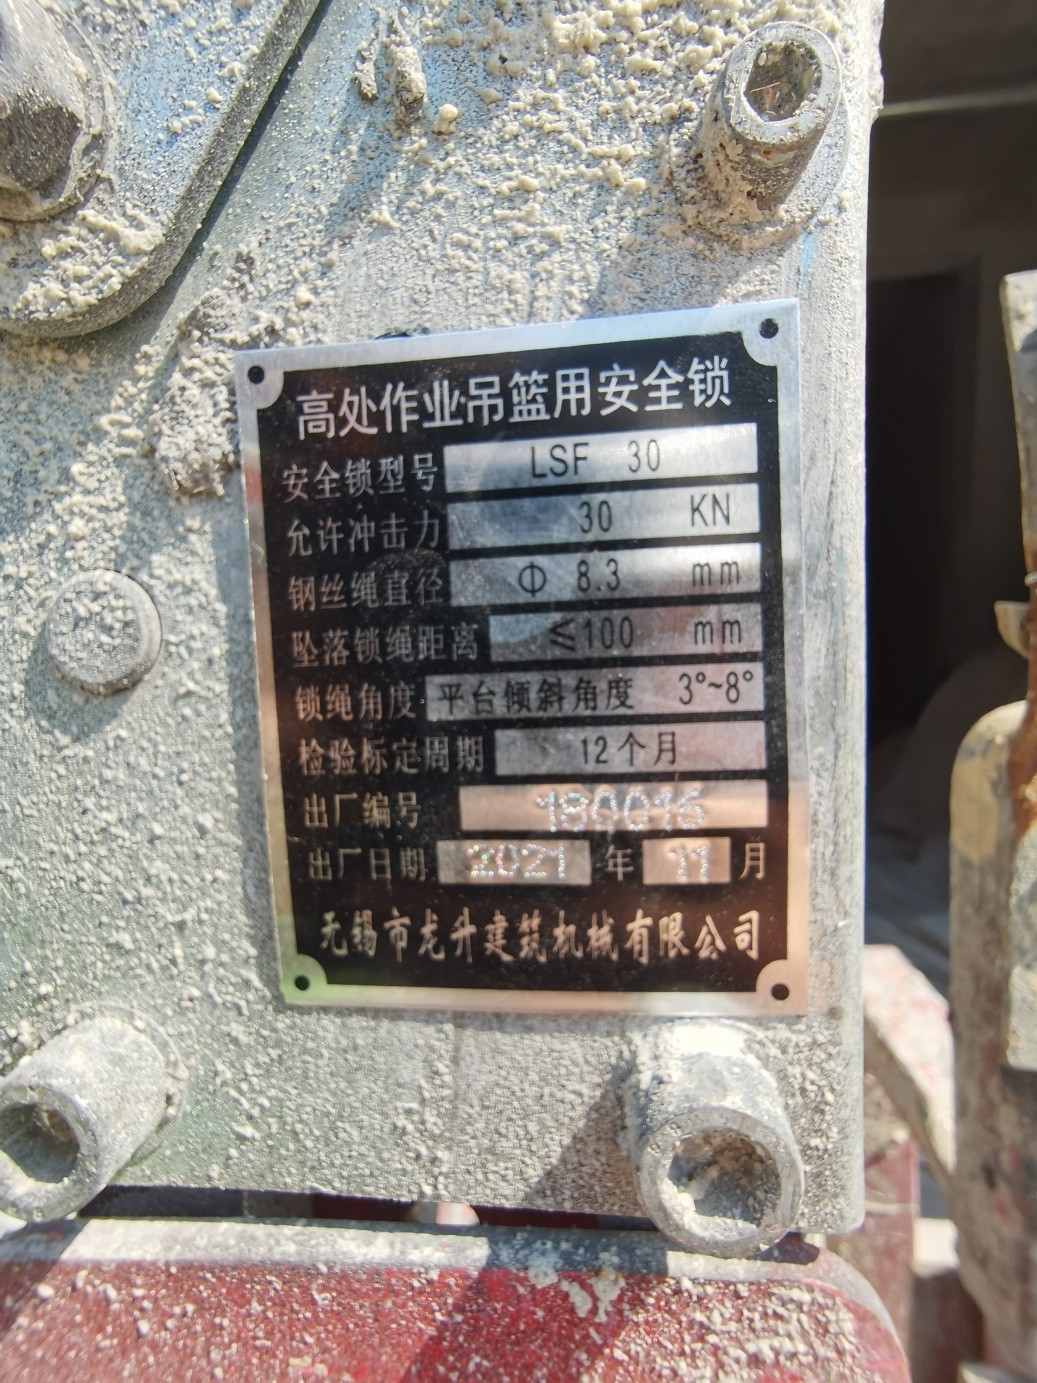 高处作业吊篮用安全锁
安全锁型号 LSF 30
允许冲击力 30 KN
钢丝绳直径 Φ 8.3 mm
坠落锁绳距离 ≤100 mm
锁绳角度 平台倾斜角度 3°~8°
检验标定周期 12个月
出厂编号 180015
出厂日期 2021 年 11 月
无锡市龙升建筑机械有限公司